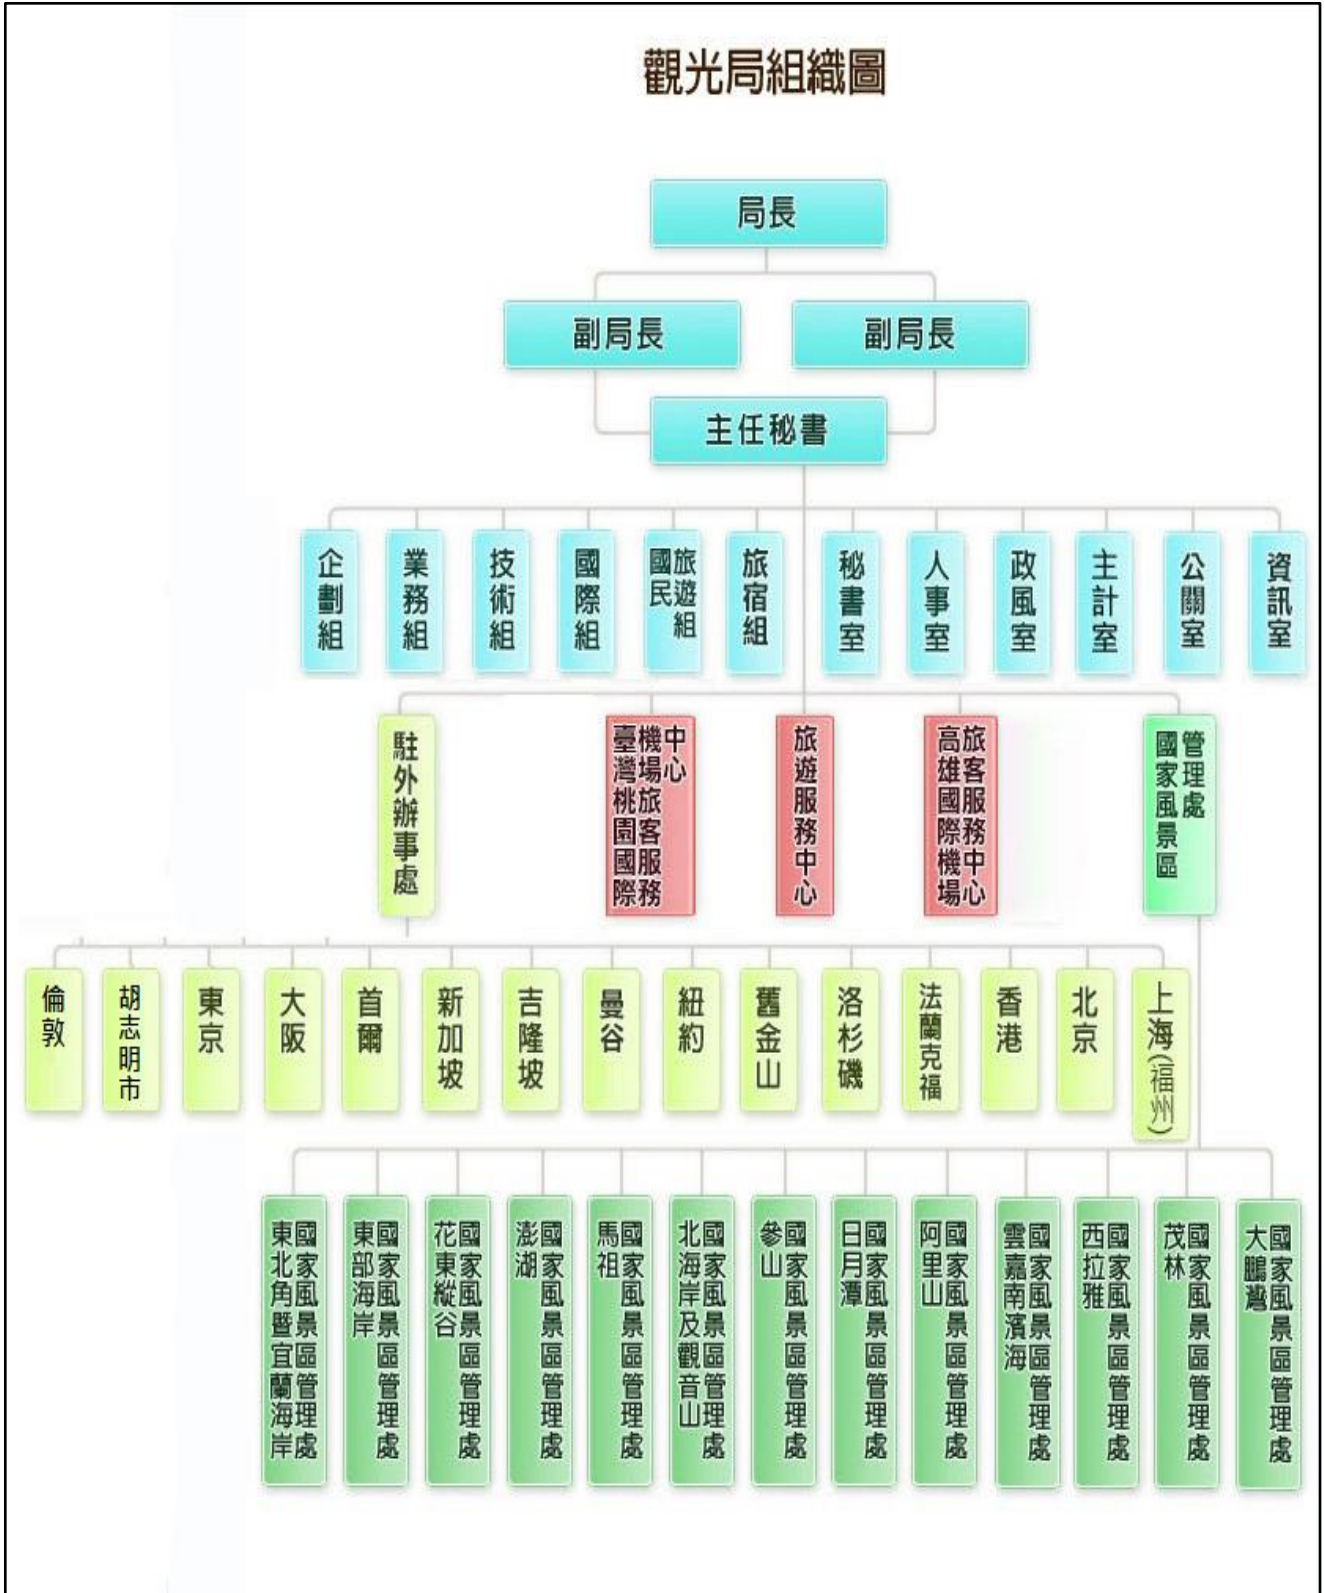 觀光局組織圖
局長
副局長
副局長
主任秘書
企劃組
業務組
技術組
國際組
國民
旅遊組
旅宿組
秘書室
人事室
政風室
主計室
公關室
資訊室
駐外辦事處
臺灣桃園國際
機場旅客服務
中心
旅遊服務中心
高雄國際機場
旅客服務中心
國家風景區
管理處
倫敦
胡志明市
東京
大阪
首爾
新加坡
吉隆坡
曼谷
紐約
舊金山
洛杉磯
法蘭克福
香港
北京
上海(福州)
東北角暨宜蘭海岸
國家風景區管理處
東部海岸
國家風景區管理處
花東縱谷
國家風景區管理處
澎湖
國家風景區管理處
馬祖
國家風景區管理處
北海岸及觀音山
國家風景區管理處
參山
國家風景區管理處
日月潭
國家風景區管理處
阿里山
國家風景區管理處
雲嘉南濱海
國家風景區管理處
西拉雅
國家風景區管理處
茂林
國家風景區管理處
大鵬灣
國家風景區管理處